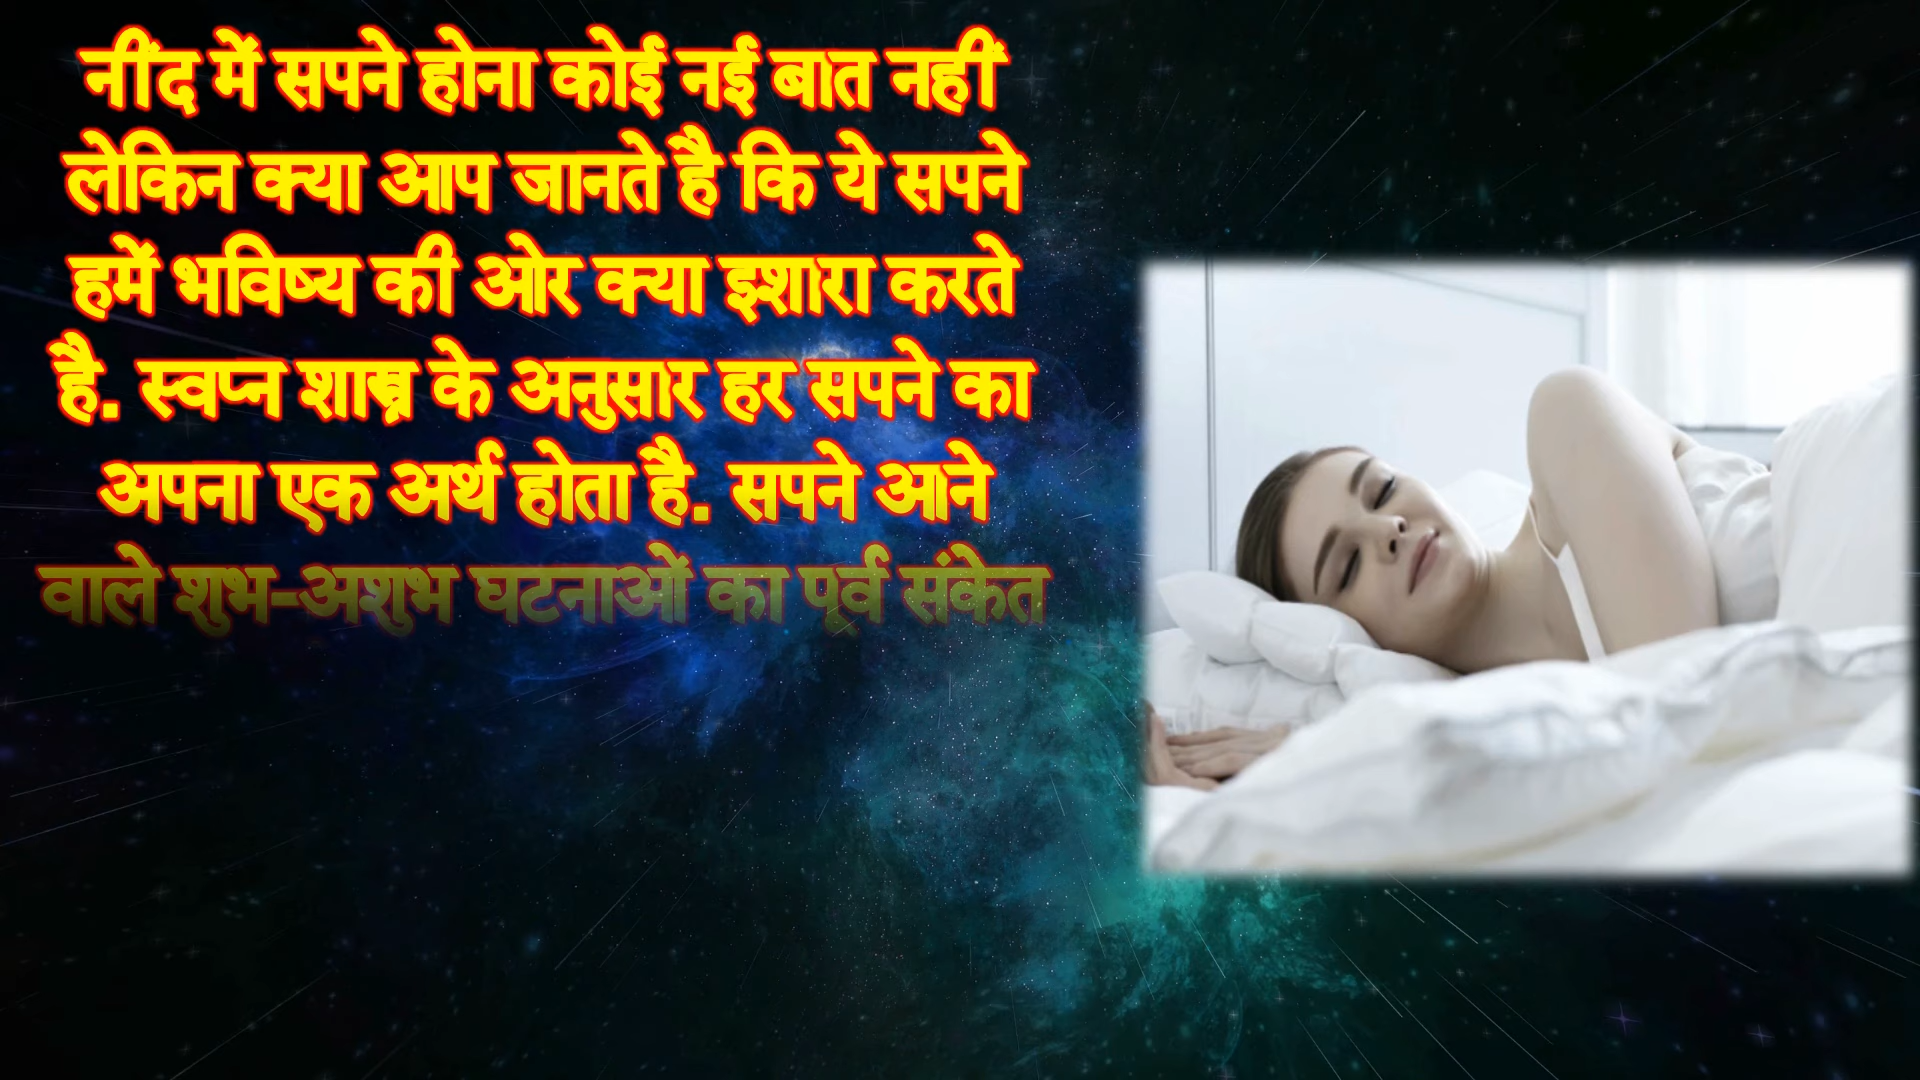 नींद में सपने होना कोई नई बात नहीं
लेकिन क्या आप जानते है कि ये सपने
हमें भविष्य की ओर क्या इशारा करते
है. स्वप्न शास्त्र के अनुसार हर सपने का
अपना एक अर्थ होता है. सपने आने
वाले शुभ-अशुभ घटनाओं का पूर्व संकेत